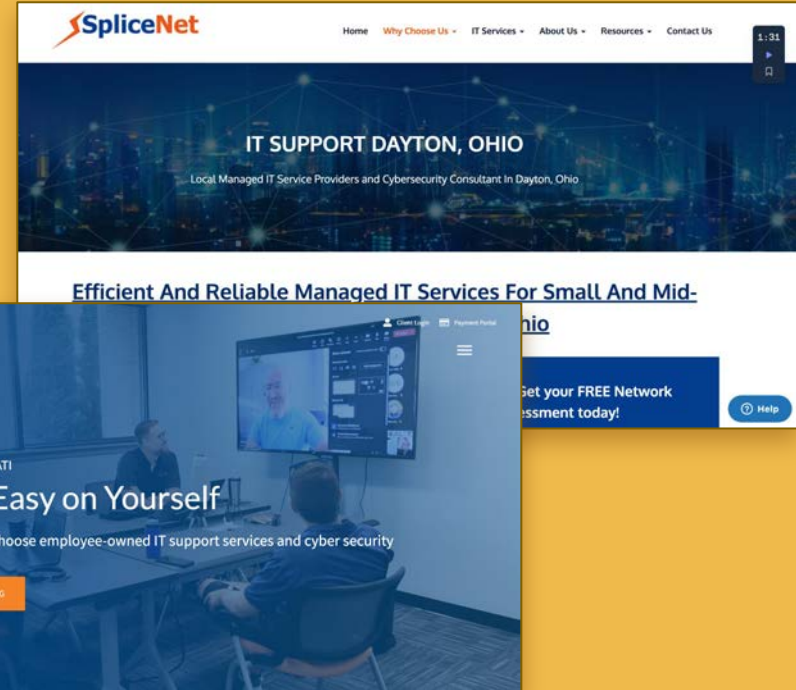 SpliceNet
Home Why Choose Us IT Services About Us Resources Contact Us
1:31
IT SUPPORT DAYTON, OHIO
Local Managed IT Service Providers and Cybersecurity Consultant In Dayton, Ohio
Efficient And Reliable Managed IT Services For Small And Mid-
hio
Get your FREE Network
essment today!
Help
Client Login Payment Portal
ATI
Easy on Yourself
hoose employee-owned IT support services and cyber security
G